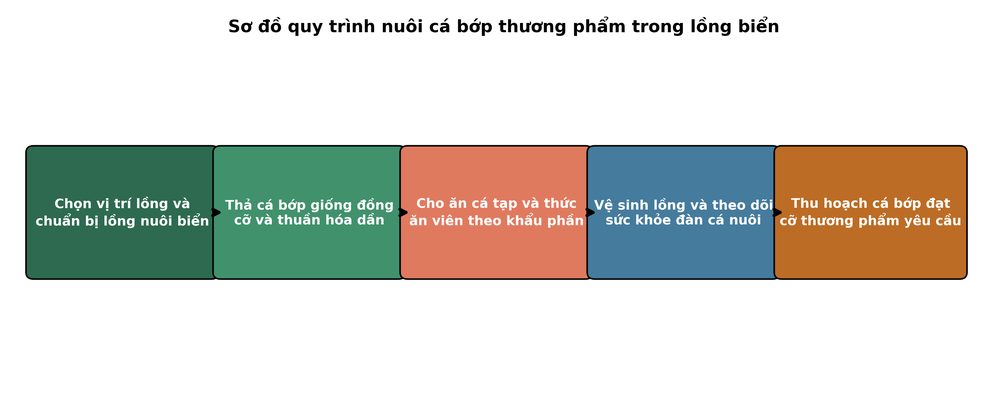 Sơ đồ quy trình nuôi cá bớp thương phẩm trong lồng biển
Chọn vị trí lồng và
chuẩn bị lồng nuôi biển
Thả cá bớp giống đồng
cỡ và thuần hóa dần
Cho ăn cá tạp và thức
ăn viên theo khẩu phần
Vệ sinh lồng và theo dõi
sức khỏe đàn cá nuôi
Thu hoạch cá bớp đạt
cỡ thương phẩm yêu cầu